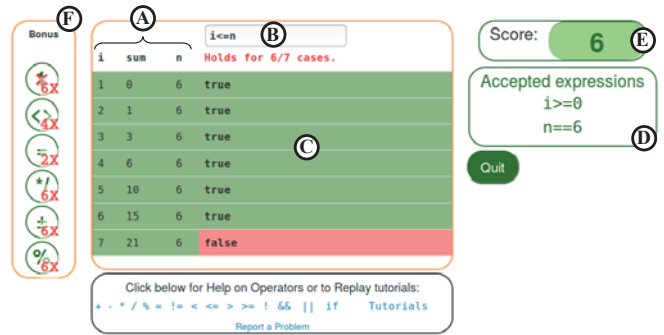 F
A
B
C
E
D
Bonus
± 6X
<> 4X
= 2X
*/ 6X
÷ 6X
% 6X
i<=n
i sum n Holds for 6/7 cases.
1 0 6 true
2 1 6 true
3 3 6 true
4 6 6 true
5 10 6 true
6 15 6 true
7 21 6 false
Score: 6
Accepted expressions
i>=0
n==6
Quit
Click below for Help on Operators or to Replay tutorials:
+ - * / % = != < <= > >= ! && || if Tutorials
Report a Problem